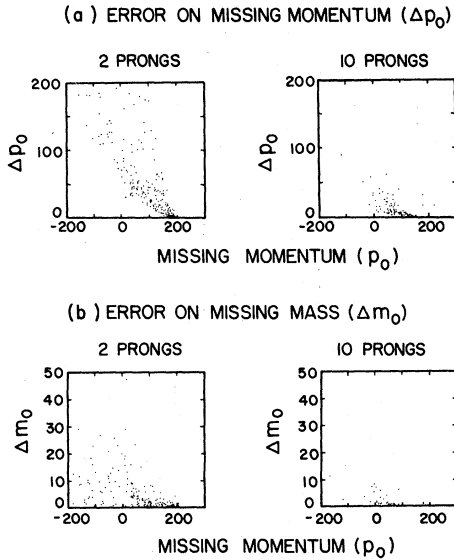 (a) ERROR ON MISSING MOMENTUM (Δp₀)
2 PRONGS
10 PRONGS
200
100
0
Δp₀
-200 0 200
200
100
0
Δp₀
-200 0 200
MISSING MOMENTUM (p₀)
(b) ERROR ON MISSING MASS (Δm₀)
2 PRONGS
10 PRONGS
50
40
30
20
10
0
Δm₀
-200 0 200
50
40
30
20
10
0
Δm₀
-200 0 200
MISSING MOMENTUM (p₀)